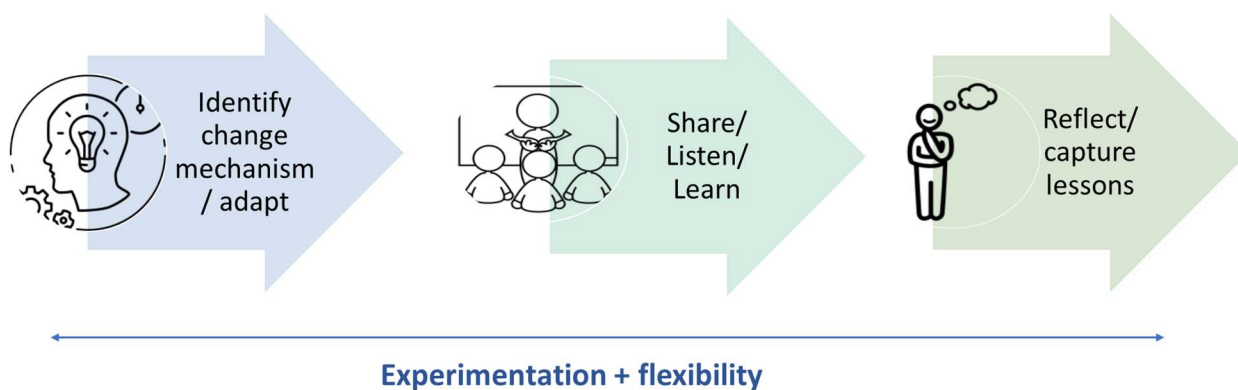 Identify
change
mechanism
/ adapt
Share/
Listen/
Learn
Reflect/
capture
lessons
Experimentation + flexibility